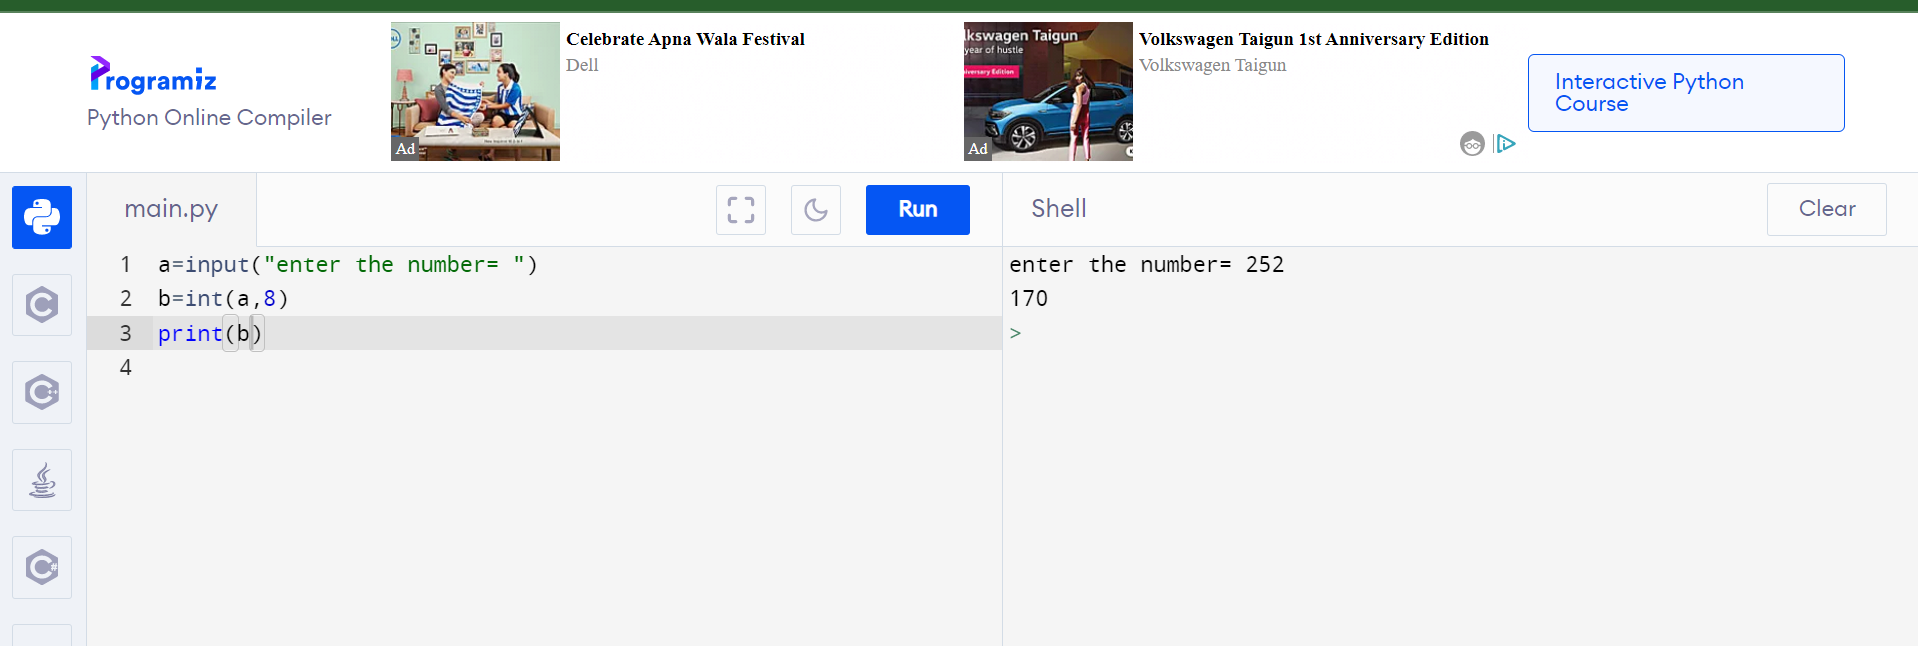 Programiz
Python Online Compiler
Ad
Celebrate Apna Wala Festival
Dell
lkswagen Taigun
year of hustle
iversary Edition
Ad
Volkswagen Taigun 1st Anniversary Edition
Volkswagen Taigun
Interactive Python
Course
main.py
Run
Shell
Clear
1 a=input("enter the number= ")
2 b=int(a,8)
3 print(b)
4
enter the number= 252
170
>
C
C++
C#